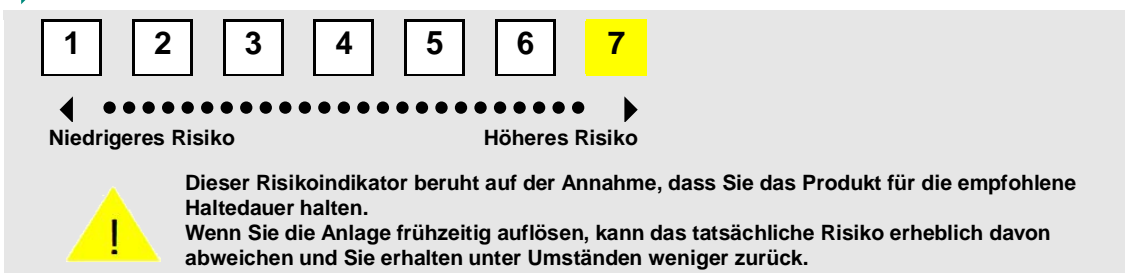 1 2 3 4 5 6 7
Niedrigeres Risiko Höheres Risiko
Dieser Risikoindikator beruht auf der Annahme, dass Sie das Produkt für die empfohlene
Haltedauer halten.
Wenn Sie die Anlage frühzeitig auflösen, kann das tatsächliche Risiko erheblich davon
abweichen und Sie erhalten unter Umständen weniger zurück.
!